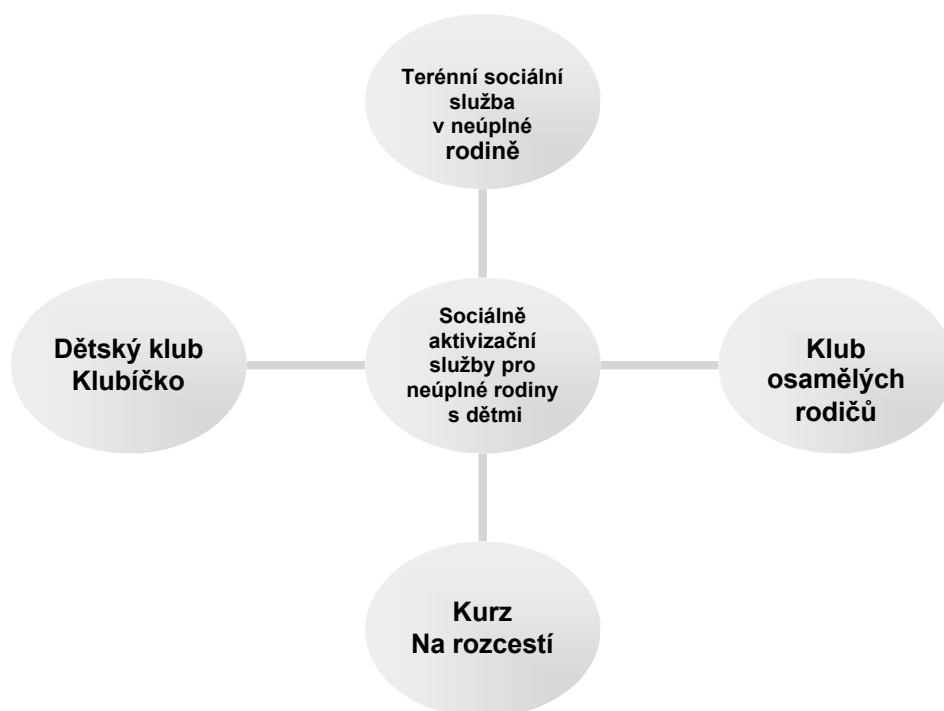 Terénní sociální
služba
v neúplné
rodině
Dětský klub
Klubíčko
Sociálně
aktivizační
služby pro
neúplné rodiny
s dětmi
Klub
osamělých
rodičů
Kurz
Na rozcestí